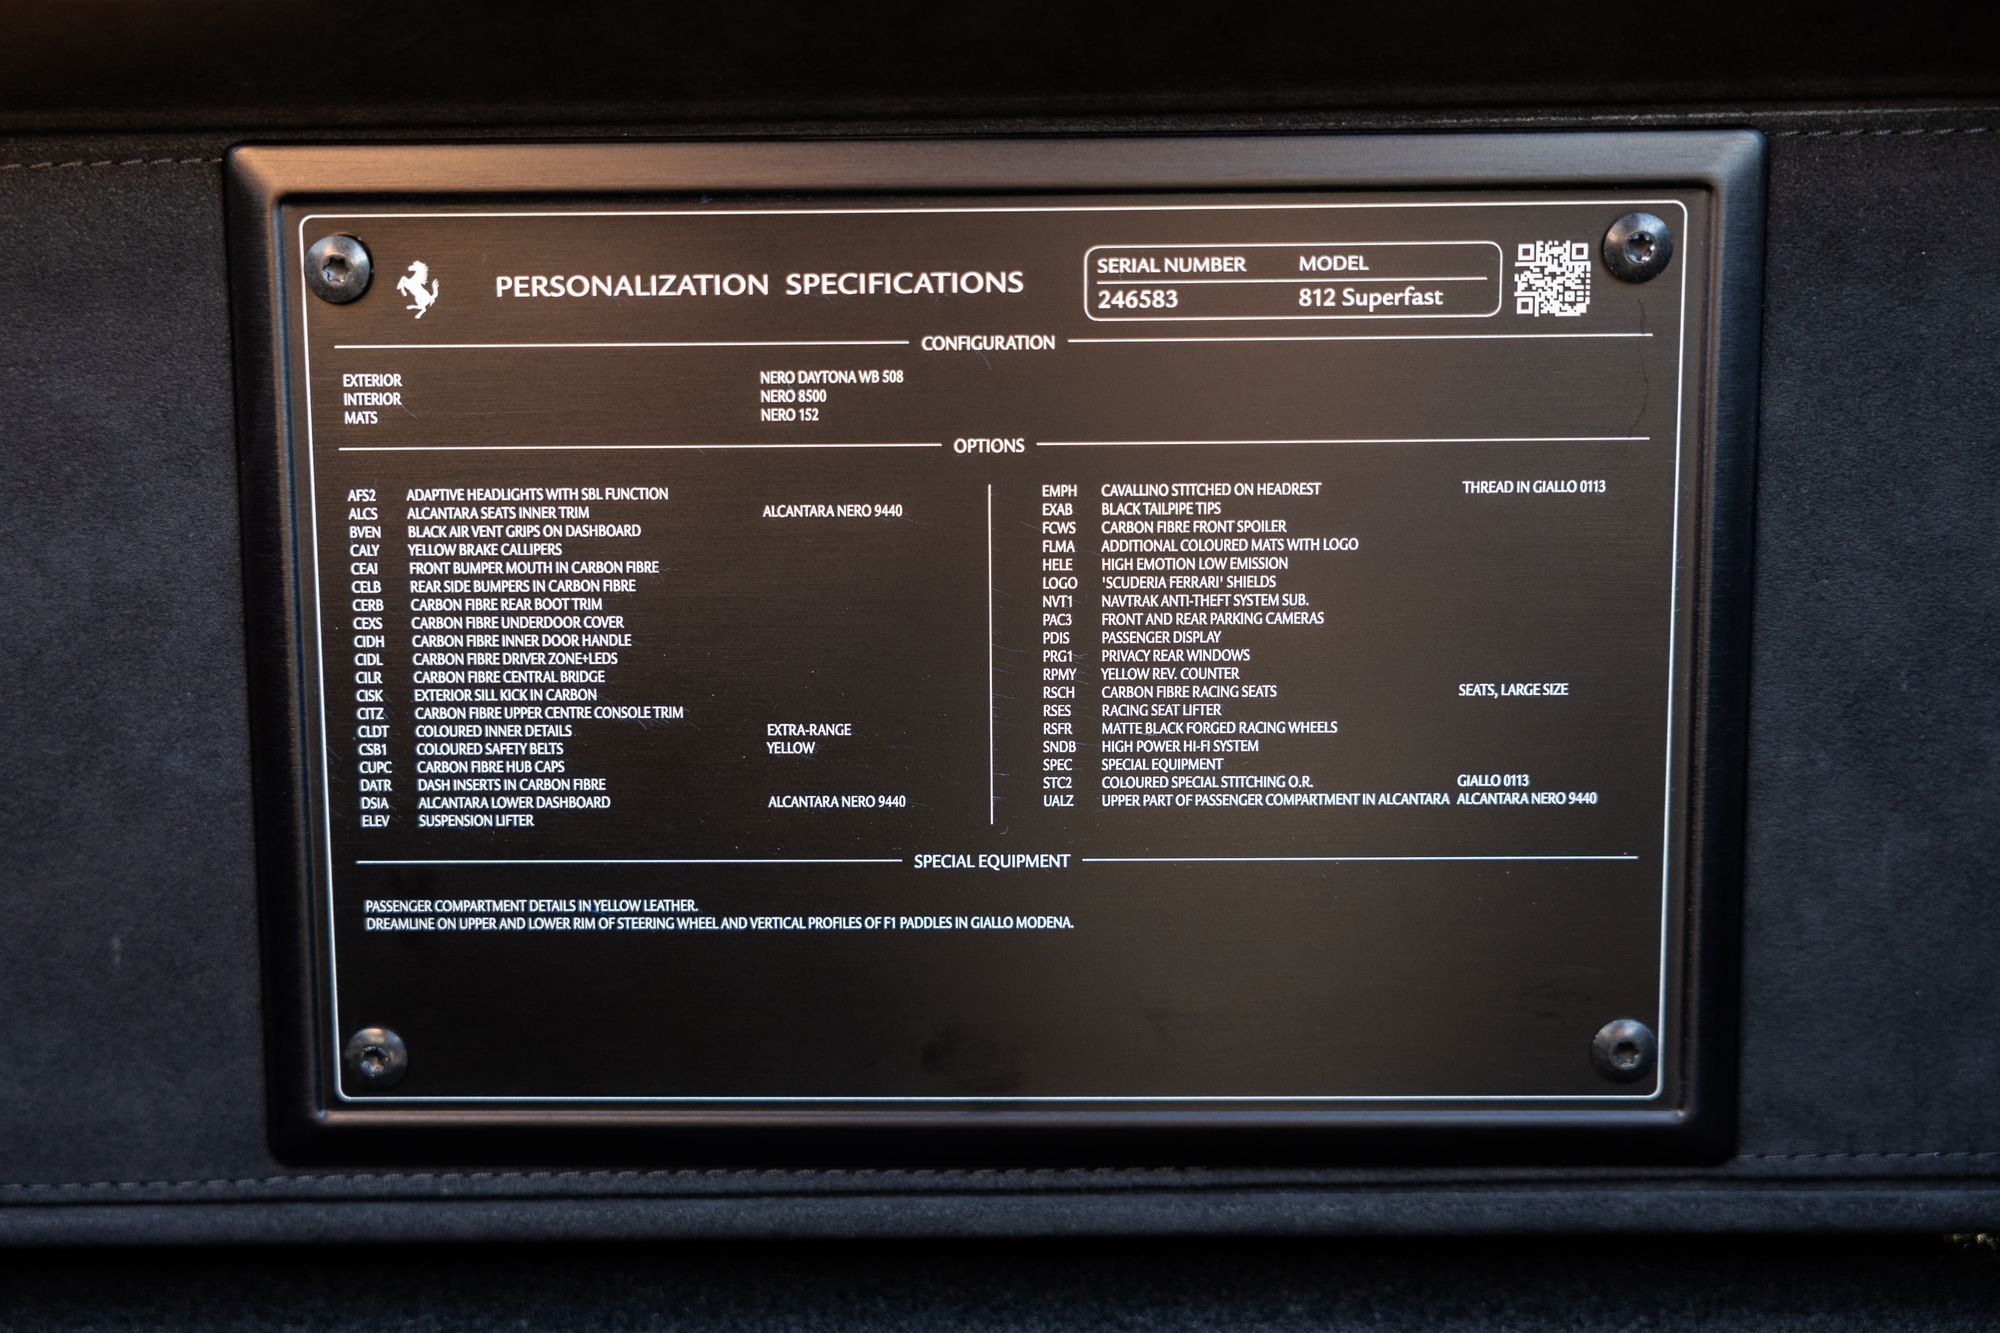 PERSONALIZATION SPECIFICATIONS
SERIAL NUMBER MODEL
246583 812 Superfast
CONFIGURATION
EXTERIOR NERO DAYTONA WB 508
INTERIOR NERO 8500
MATS NERO 152
OPTIONS
AFS2 ADAPTIVE HEADLIGHTS WITH SBL FUNCTION
ALCS ALCANTARA SEATS INNER TRIM ALCANTARA NERO 9440
BVEN BLACK AIR VENT GRIPS ON DASHBOARD
CALY YELLOW BRAKE CALLIPERS
CEAI FRONT BUMPER MOUTH IN CARBON FIBRE
CELB REAR SIDE BUMPERS IN CARBON FIBRE
CERB CARBON FIBRE REAR BOOT TRIM
CEXS CARBON FIBRE UNDERDOOR COVER
CIDH CARBON FIBRE INNER DOOR HANDLE
CIDL CARBON FIBRE DRIVER ZONE+LEDS
CILR CARBON FIBRE CENTRAL BRIDGE
CISK EXTERIOR SILL KICK IN CARBON
CITZ CARBON FIBRE UPPER CENTRE CONSOLE TRIM
CLDT COLOURED INNER DETAILS EXTRA-RANGE
CSB1 COLOURED SAFETY BELTS YELLOW
CUPC CARBON FIBRE HUB CAPS
DATR DASH INSERTS IN CARBON FIBRE
DSIA ALCANTARA LOWER DASHBOARD ALCANTARA NERO 9440
ELEV SUSPENSION LIFTER
EMPH CAVALLINO STITCHED ON HEADREST THREAD IN GIALLO 0113
EXAB BLACK TAILPIPE TIPS
FCWS CARBON FIBRE FRONT SPOILER
FLMA ADDITIONAL COLOURED MATS WITH LOGO
HELE HIGH EMOTION LOW EMISSION
LOGO 'SCUDERIA FERRARI' SHIELDS
NVT1 NAVTRAK ANTI-THEFT SYSTEM SUB.
PAC3 FRONT AND REAR PARKING CAMERAS
PDIS PASSENGER DISPLAY
PRG1 PRIVACY REAR WINDOWS
RPMY YELLOW REV. COUNTER
RSCH CARBON FIBRE RACING SEATS SEATS, LARGE SIZE
RSES RACING SEAT LIFTER
RSFR MATTE BLACK FORGED RACING WHEELS
SNDB HIGH POWER HI-FI SYSTEM
SPEC SPECIAL EQUIPMENT
STC2 COLOURED SPECIAL STITCHING O.R. GIALLO 0113
UALZ UPPER PART OF PASSENGER COMPARTMENT IN ALCANTARA ALCANTARA NERO 9440
SPECIAL EQUIPMENT
PASSENGER COMPARTMENT DETAILS IN YELLOW LEATHER.
DREAMLINE ON UPPER AND LOWER RIM OF STEERING WHEEL AND VERTICAL PROFILES OF F1 PADDLES IN GIALLO MODENA.